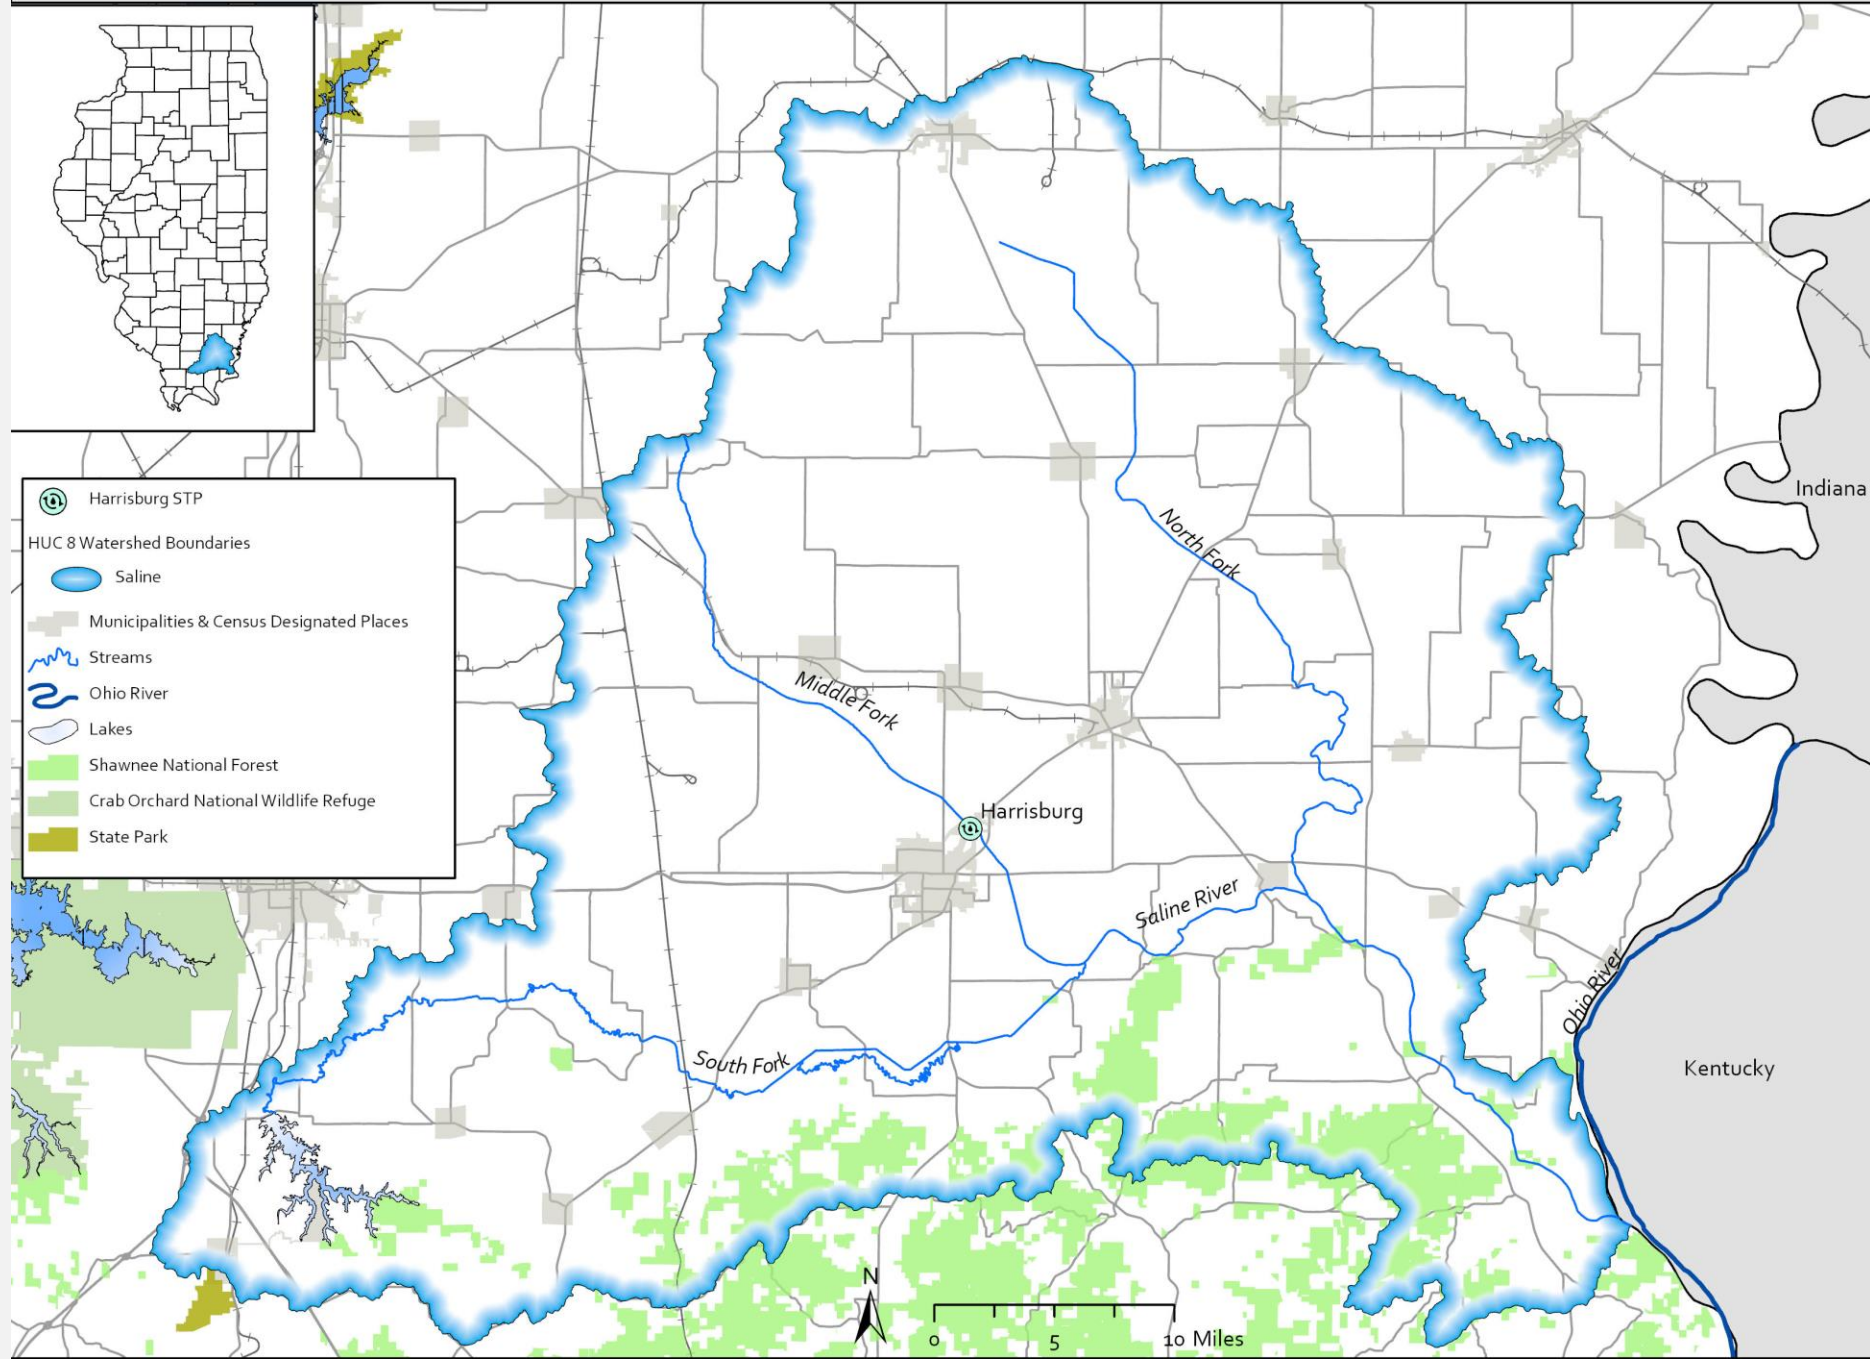 Harrisburg STP
HUC 8 Watershed Boundaries
Saline
Municipalities & Census Designated Places
Streams
Ohio River
Lakes
Shawnee National Forest
Crab Orchard National Wildlife Refuge
State Park
Indiana
North Fork
Middle Fork
Harrisburg
Saline River
Ohio River
South Fork
Kentucky
N
0 5 10 Miles